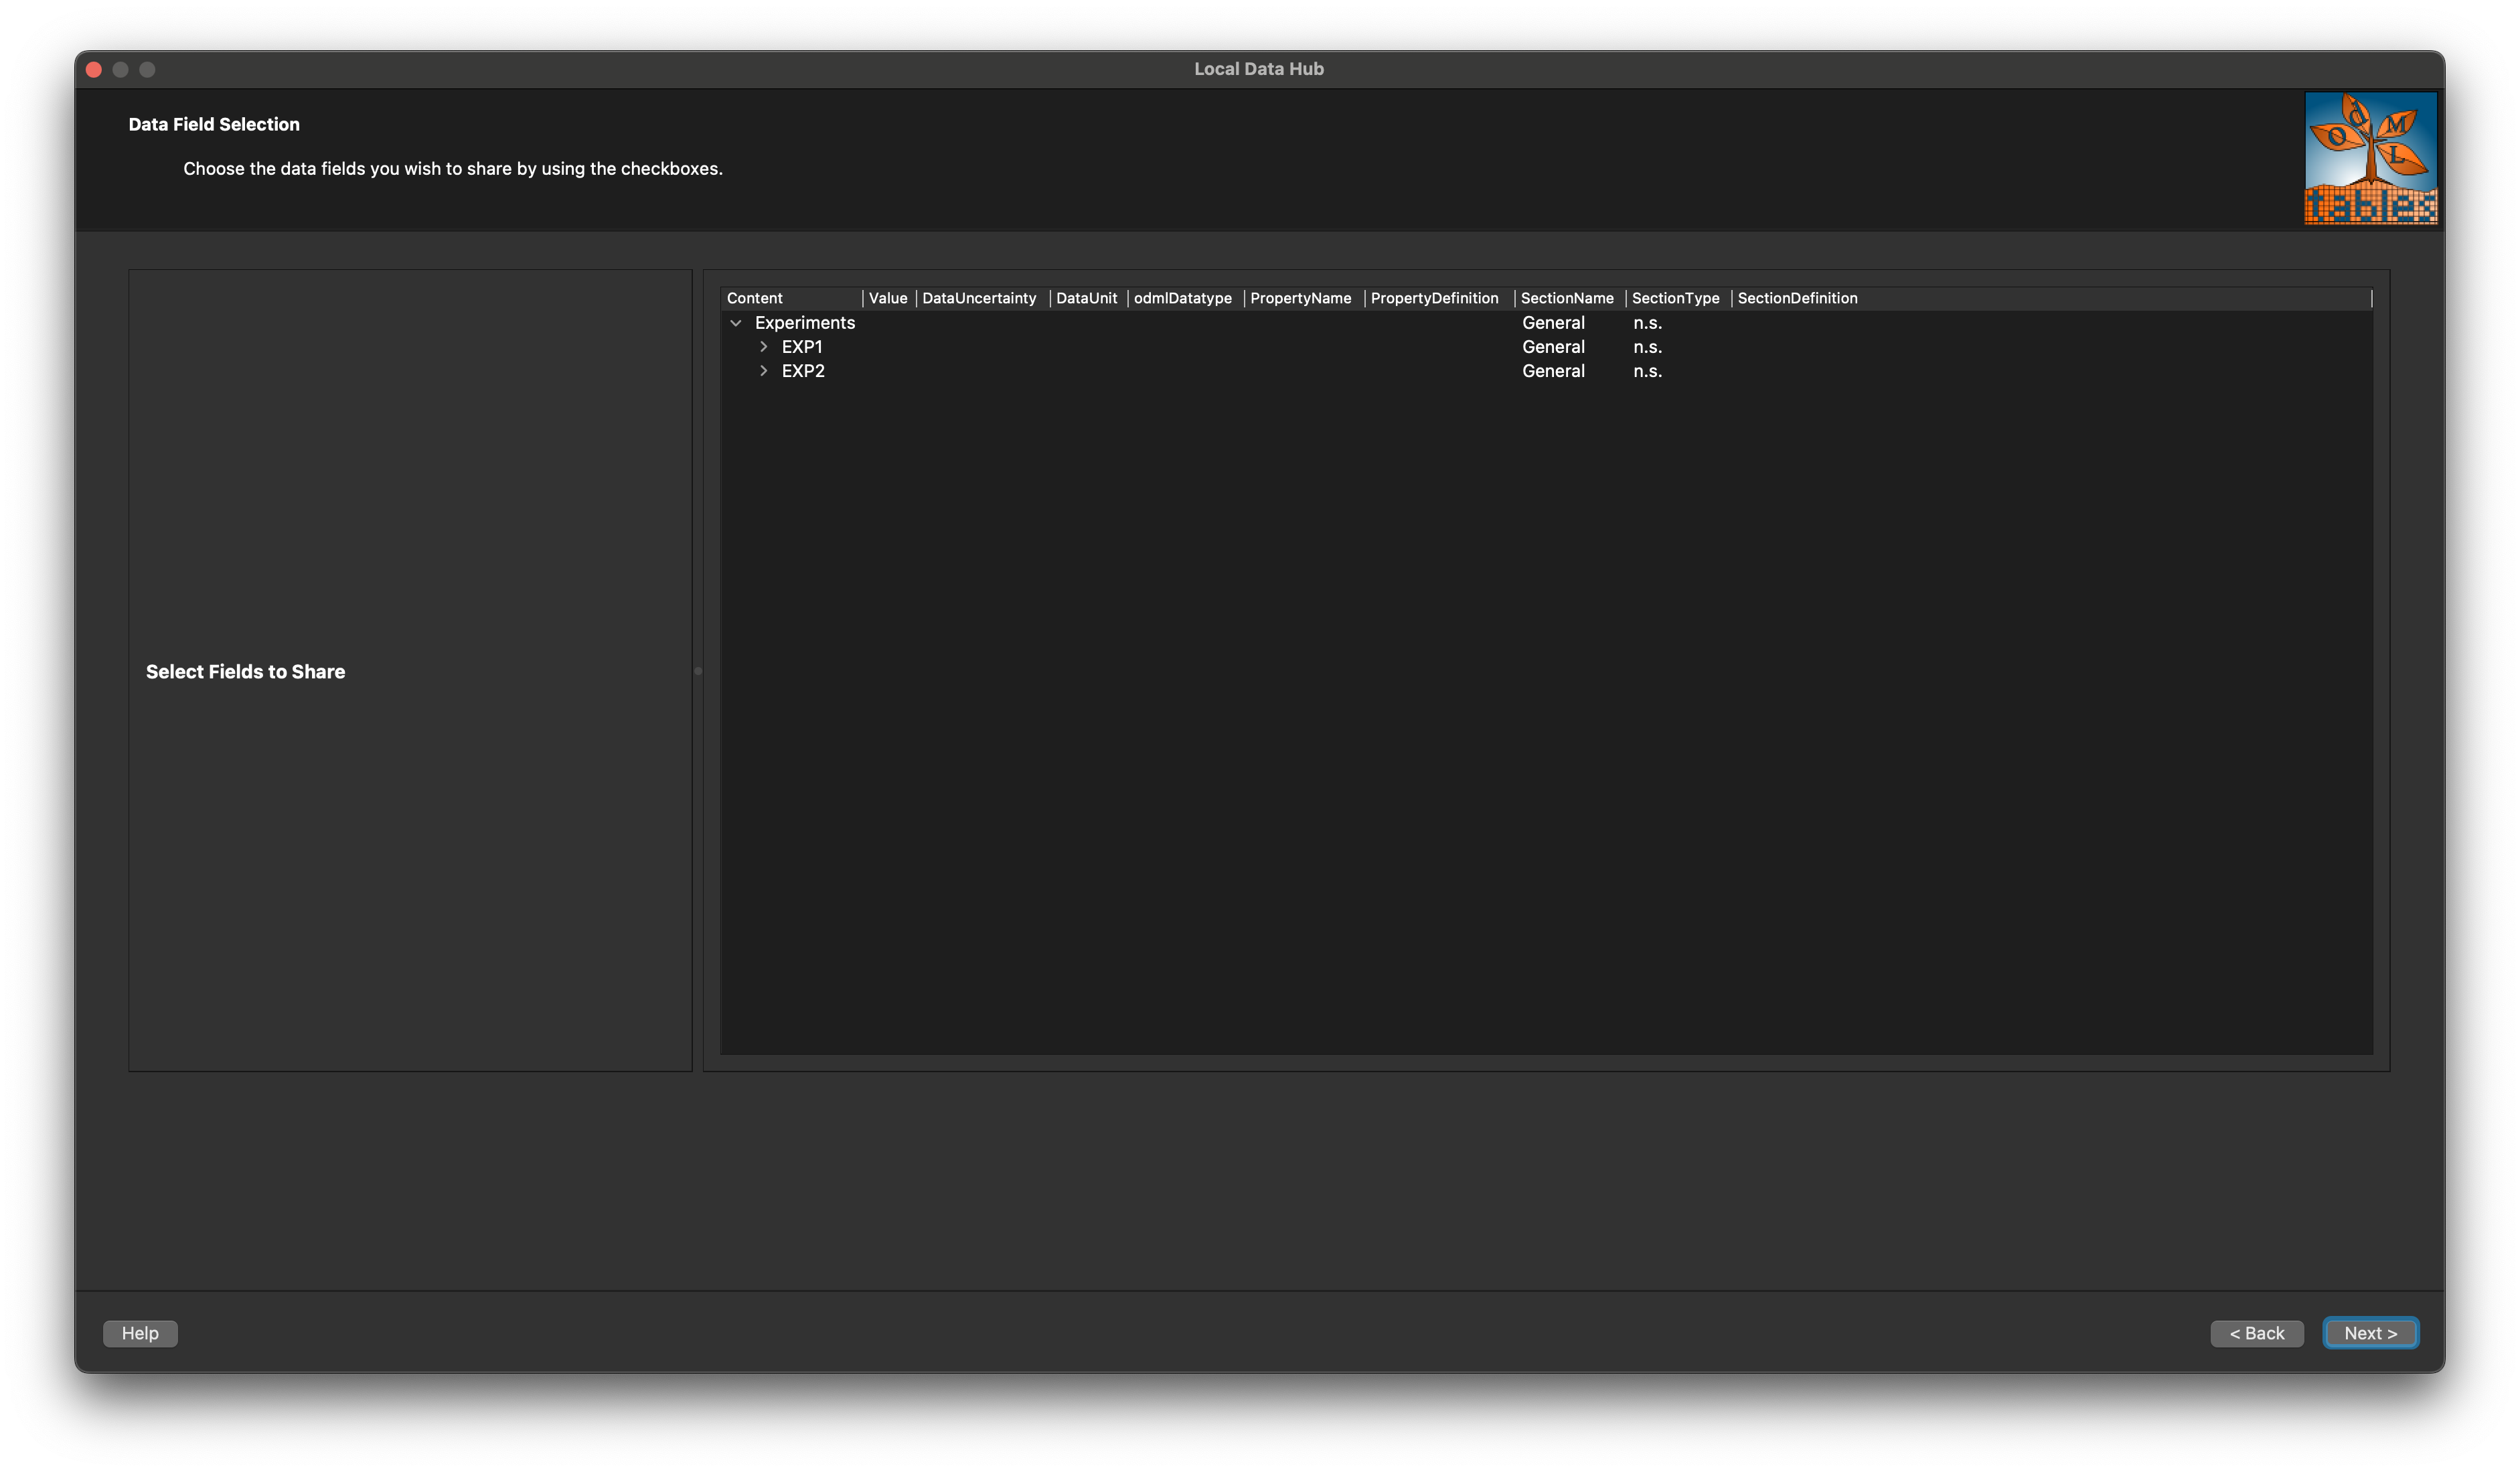 Local Data Hub
Data Field Selection
Choose the data fields you wish to share by using the checkboxes.
o d M L
tables
Select Fields to Share
Content Value DataUncertainty DataUnit odmlDatatype PropertyName PropertyDefinition SectionName SectionType SectionDefinition
Experiments General n.s.
EXP1 General n.s.
EXP2 General n.s.
Help
< Back
Next >